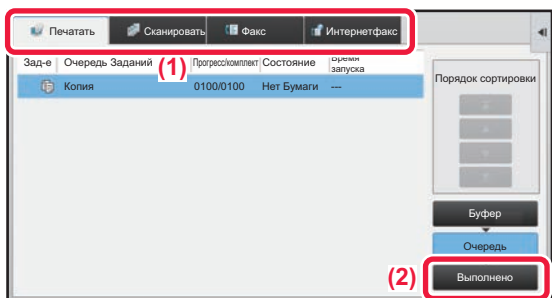 Печатать Сканировать Факс Интернетфакс
(1)
Зад-е Очередь Заданий Прогресс/комплект Состояние Время запуска
Копия 0100/0100 Нет Бумаги ---
Порядок сортировки
Буфер
Очередь
(2) Выполнено